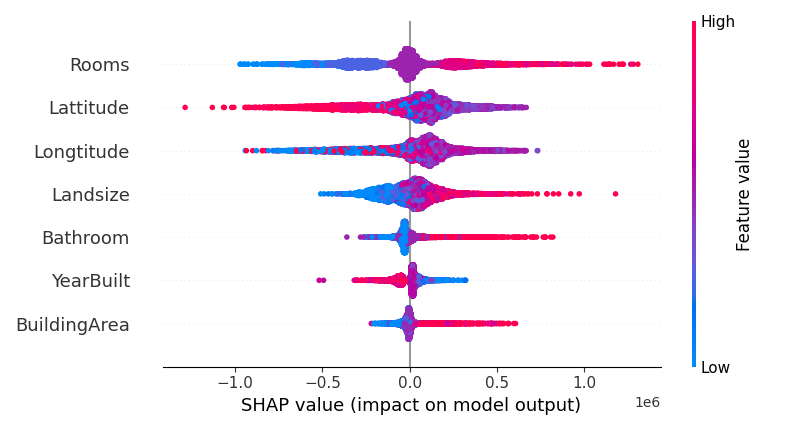 High
Rooms
Lattitude
Longtitude
Landsize
Bathroom
YearBuilt
BuildingArea
Feature value
Low
−1.0 −0.5 0.0 0.5 1.0
1e6
SHAP value (impact on model output)